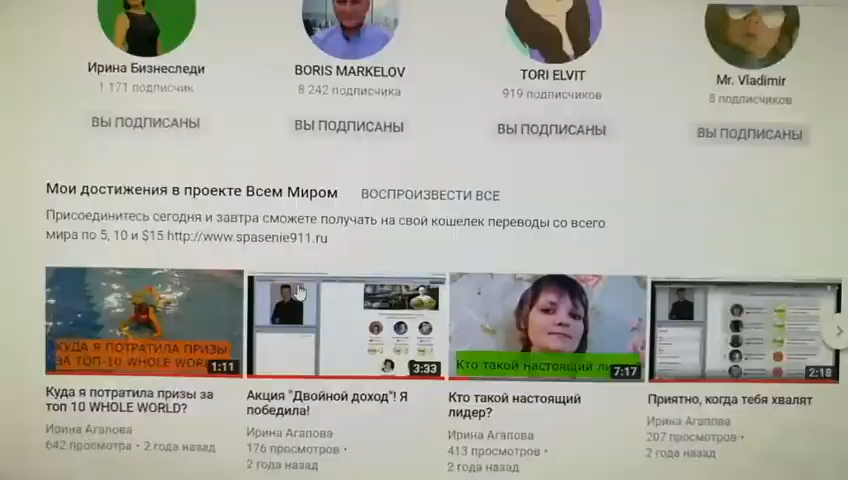 Ирина Бизнеследи
BORIS MARKELOV
TORI ELVIT
Mr. Vladimir
1 171 подписчик
8 242 подписчика
919 подписчиков
8 подписчиков
ВЫ ПОДПИСАНЫ
ВЫ ПОДПИСАНЫ
ВЫ ПОДПИСАНЫ
ВЫ ПОДПИСАНЫ
Мои достижения в проекте Всем Миром ВОСПРОИЗВЕСТИ ВСЕ
Присоединитесь сегодня и завтра сможете получать на свой кошелек переводы со всего
мира по 5, 10 и $15 http://www.spasenie911.ru
КУДА Я ПОТРАТИЛА ПРИЗЫ
ЗА ТОП-10 WHOLE
1:11
3:33
Кто такой настоящий
7:17
2:18
Куда я потратила призы за
топ 10 WHOLE WORLD?
Ирина Агапова
642 просмотра • 2 года назад
Акция "Двойной доход"! Я
победила!
Ирина Агапова
176 просмотров •
2 года назад
Кто такой настоящий
лидер?
Ирина Агапова
413 просмотров •
2 года назад
Приятно, когда тебя хвалят
Ирина Агапова
207 просмотров •
2 года назад